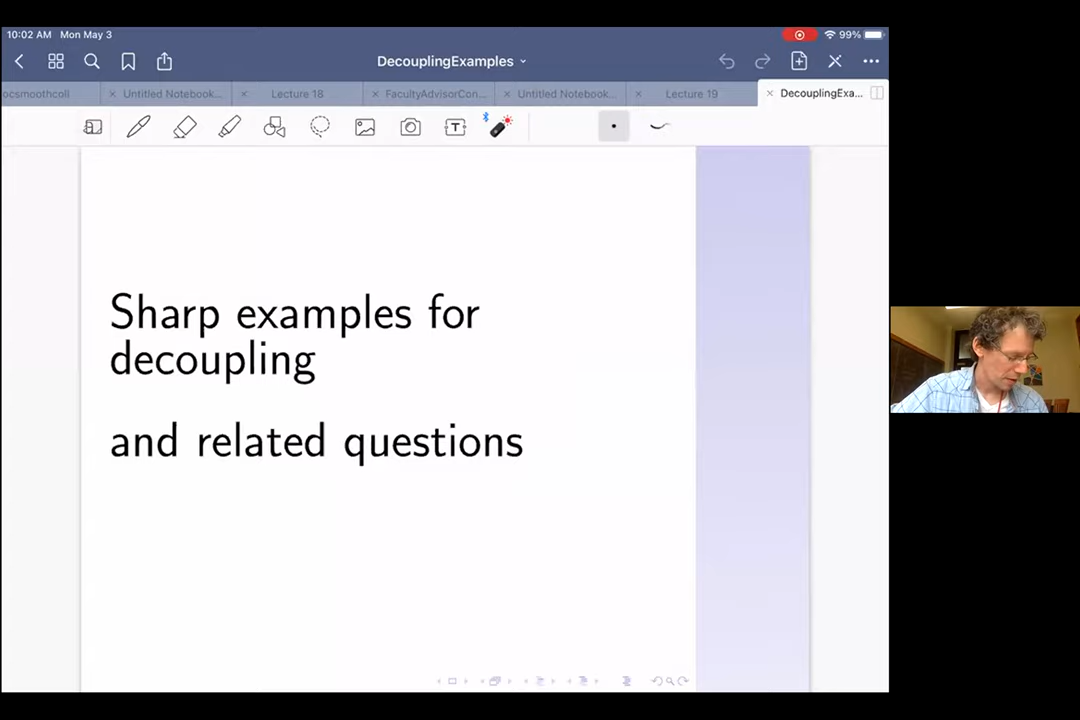 10:02 AM Mon May 3
99%
DecouplingExamples
ocsmoothcoll
Untitled Notebook...
Lecture 18
FacultyAdvisorCon...
Untitled Notebook...
Lecture 19
DecouplingExa...
T
Sharp examples for
decoupling
and related questions